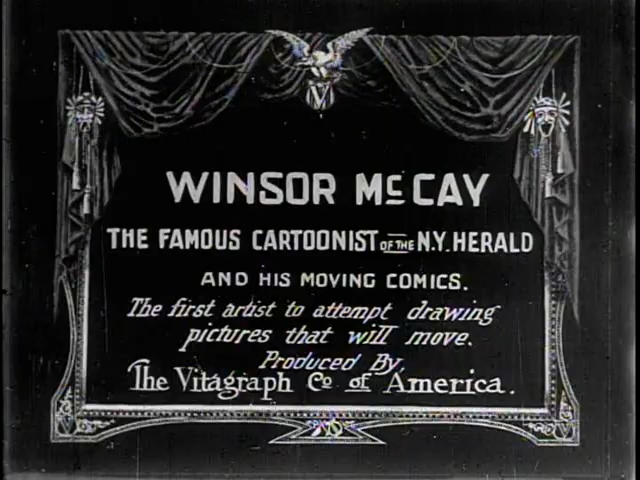 WINSOR McCAY
THE FAMOUS CARTOONIST OF THE N.Y. HERALD
AND HIS MOVING COMICS.
The first artist to attempt drawing
pictures that will move.
Produced By
The Vitagraph Co of America.
V